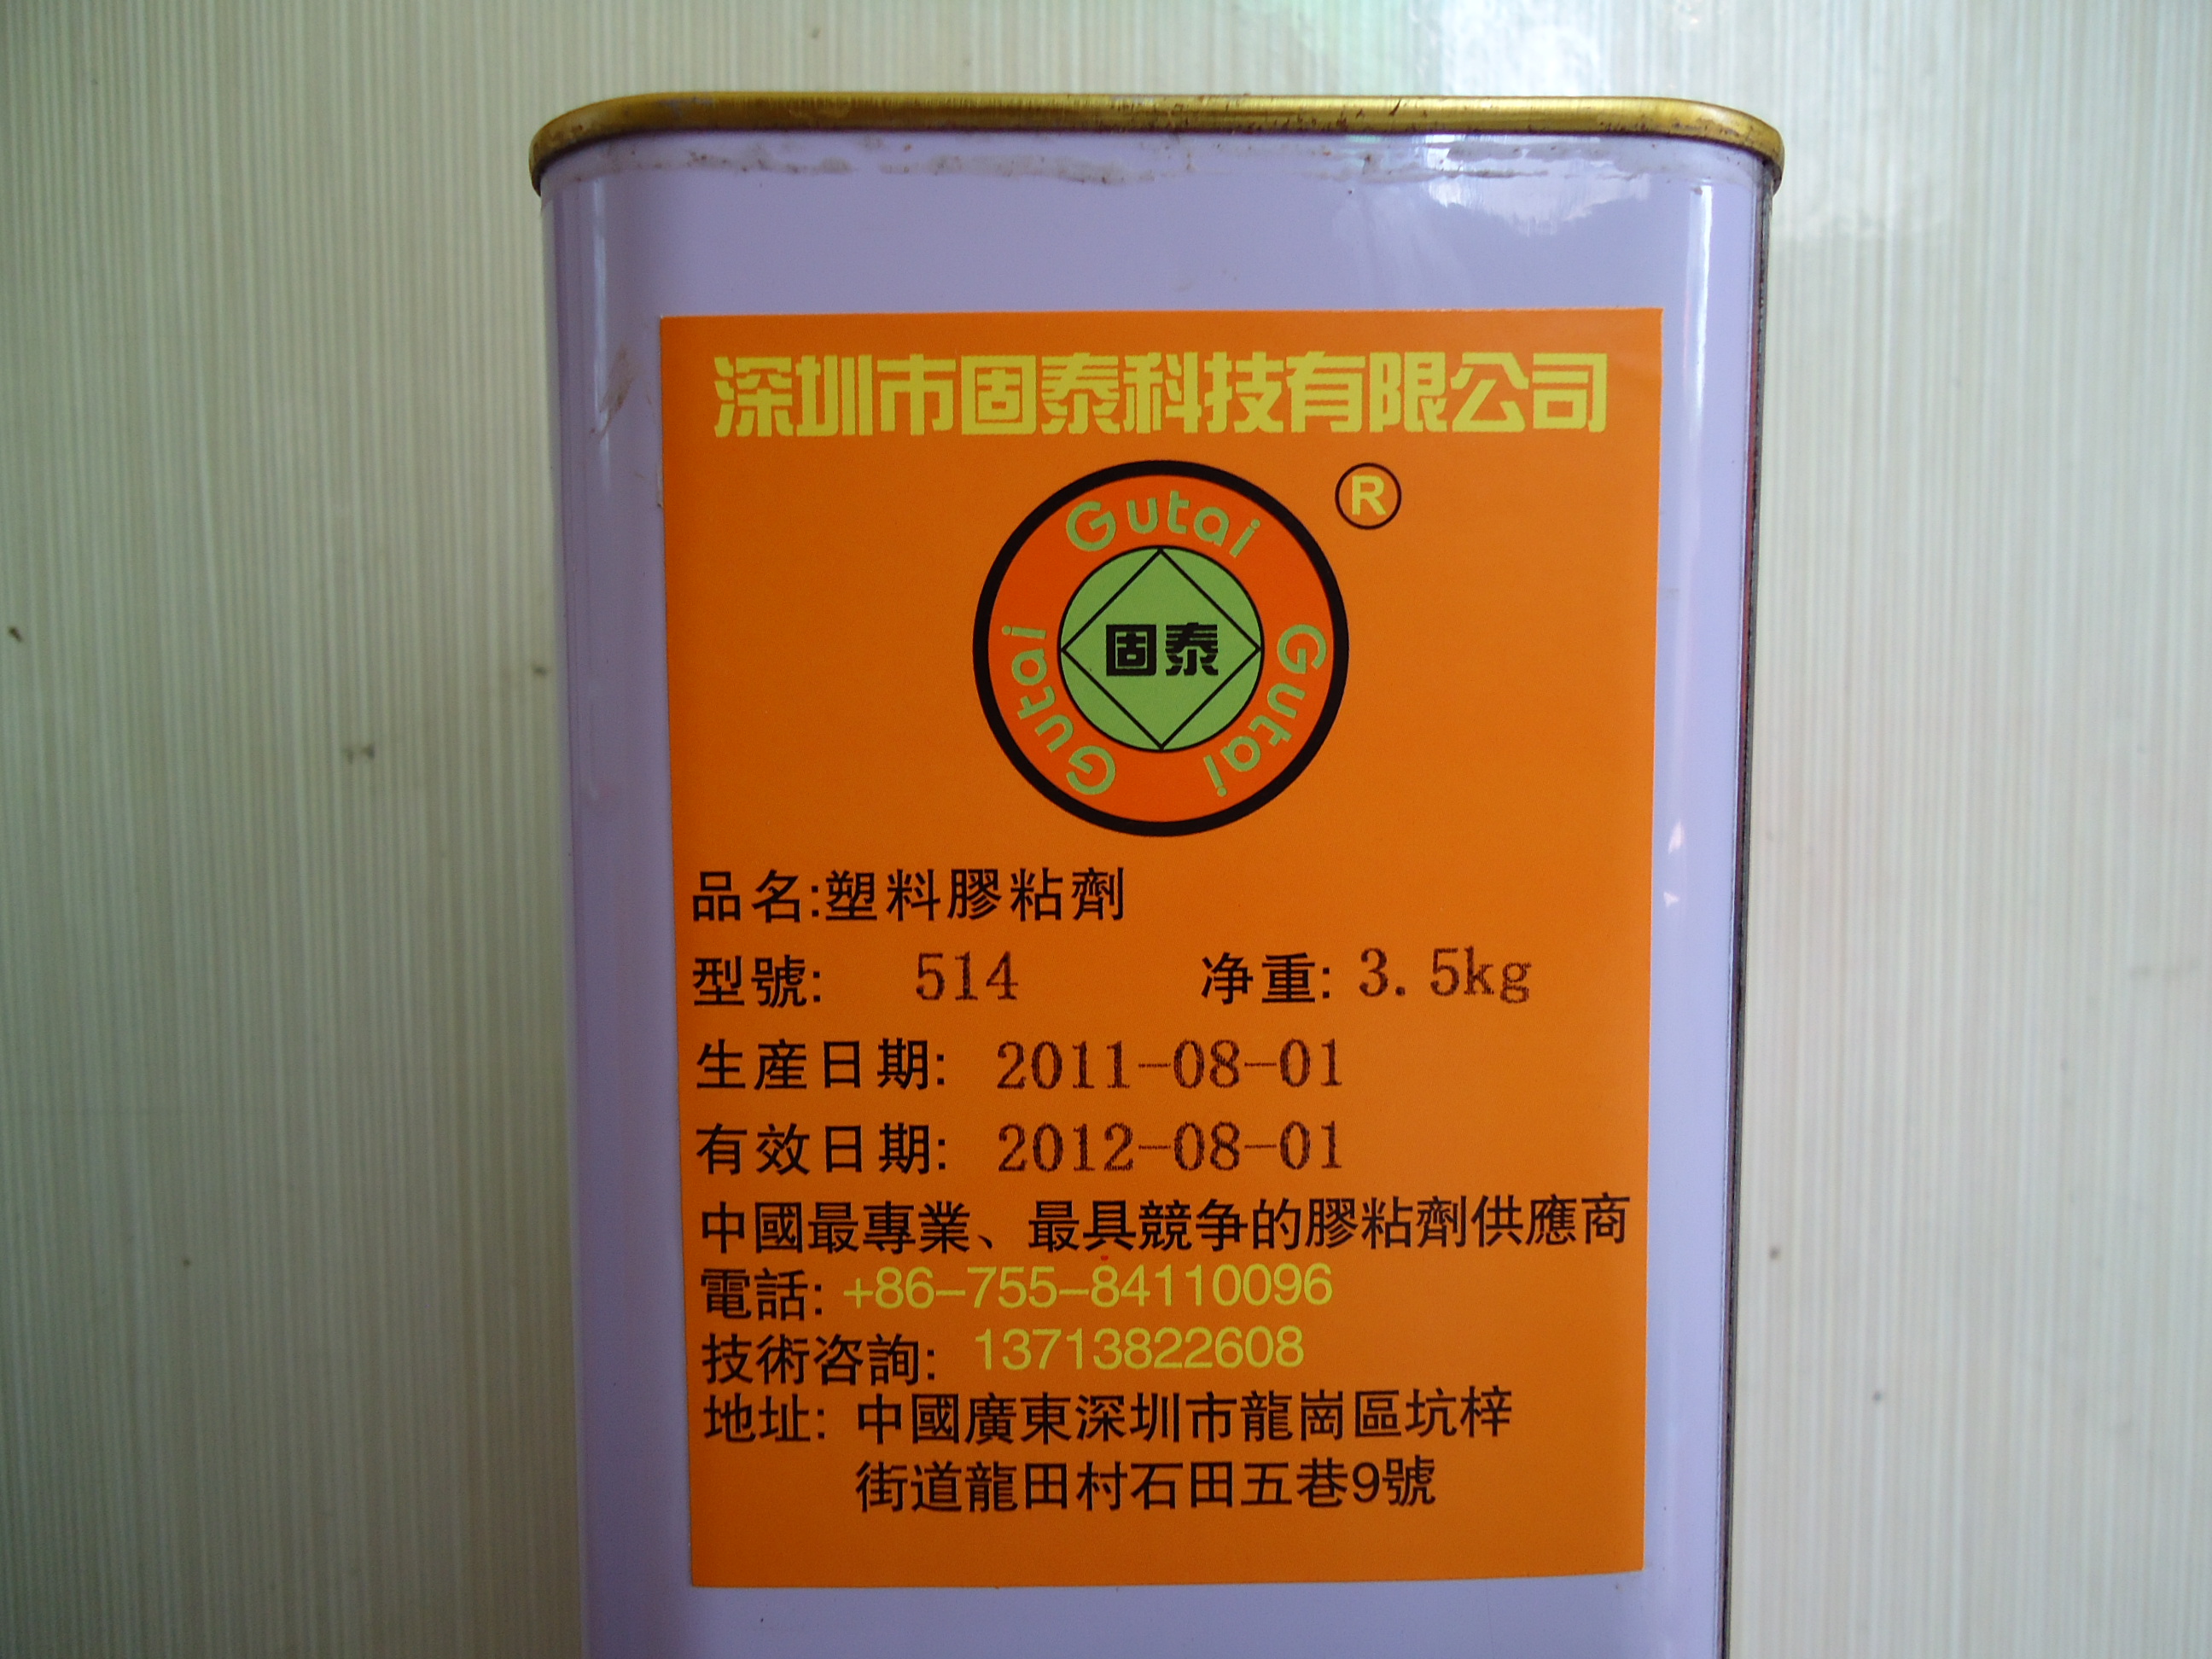 深圳市固泰科技有限公司
®
Gutai
Gutai
Gutai
固泰
品名:塑料膠粘劑
型號: 514 净重: 3.5kg
生産日期: 2011-08-01
有效日期: 2012-08-01
中國最專業、最具競争的膠粘劑供應商
電話: +86-755-84110096
技術咨詢: 13713822608
地址: 中國廣東深圳市龍崗區坑梓
街道龍田村石田五巷9號